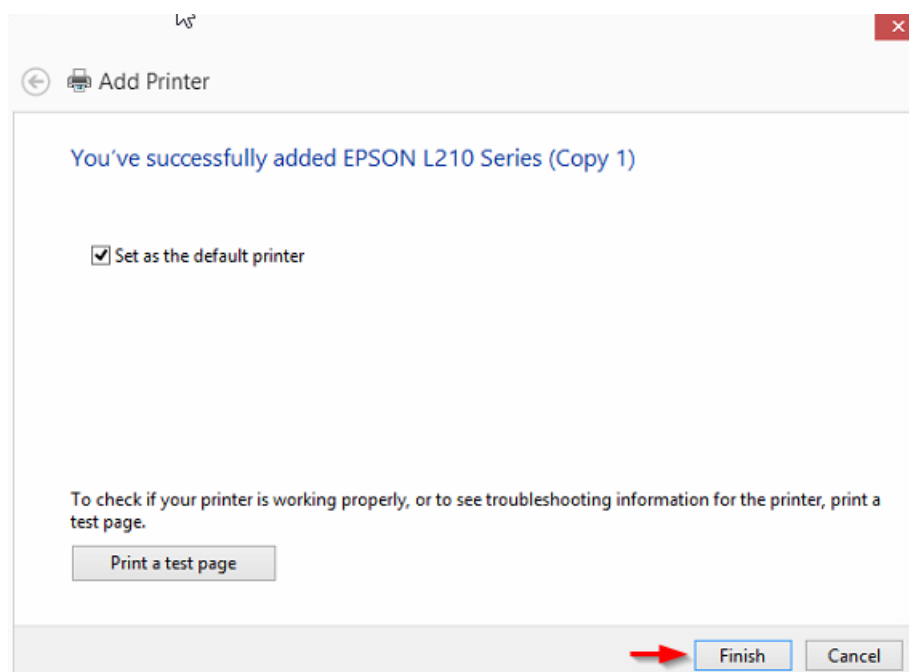 Add Printer
You've successfully added EPSON L210 Series (Copy 1)
Set as the default printer
To check if your printer is working properly, or to see troubleshooting information for the printer, print a
test page.
Print a test page
Finish
Cancel